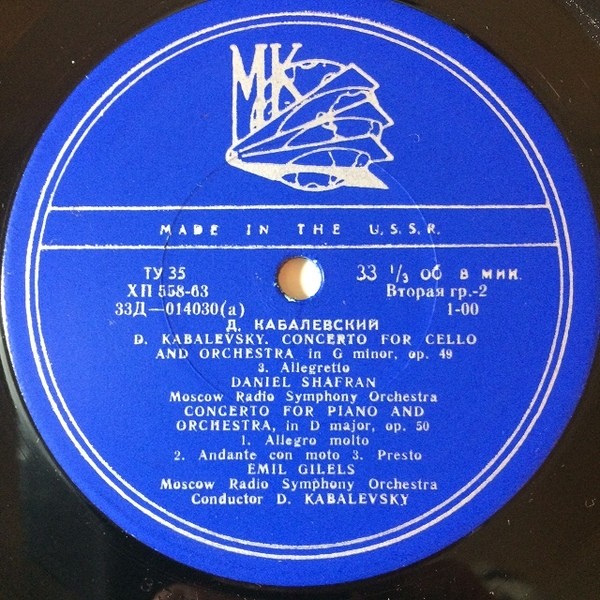 МК
MADE IN THE U.S.S.R.
ТУ 35
33 1/3 об в мин.
ХП 558-63
Вторая гр.-2
33Д—014030(а)
1-00
Д. КАБАЛЕВСКИЙ
D. KABALEVSKY. CONCERTO FOR CELLO
AND ORCHESTRA in G minor, op. 49
3. Allegretto
DANIEL SHAFRAN
Moscow Radio Symphony Orchestra
CONCERTO FOR PIANO AND
ORCHESTRA, in D major, op. 50
1. Allegro molto
2. Andante con moto 3. Presto
EMIL GILELS
Moscow Radio Symphony Orchestra
Conductor D. KABALEVSKY